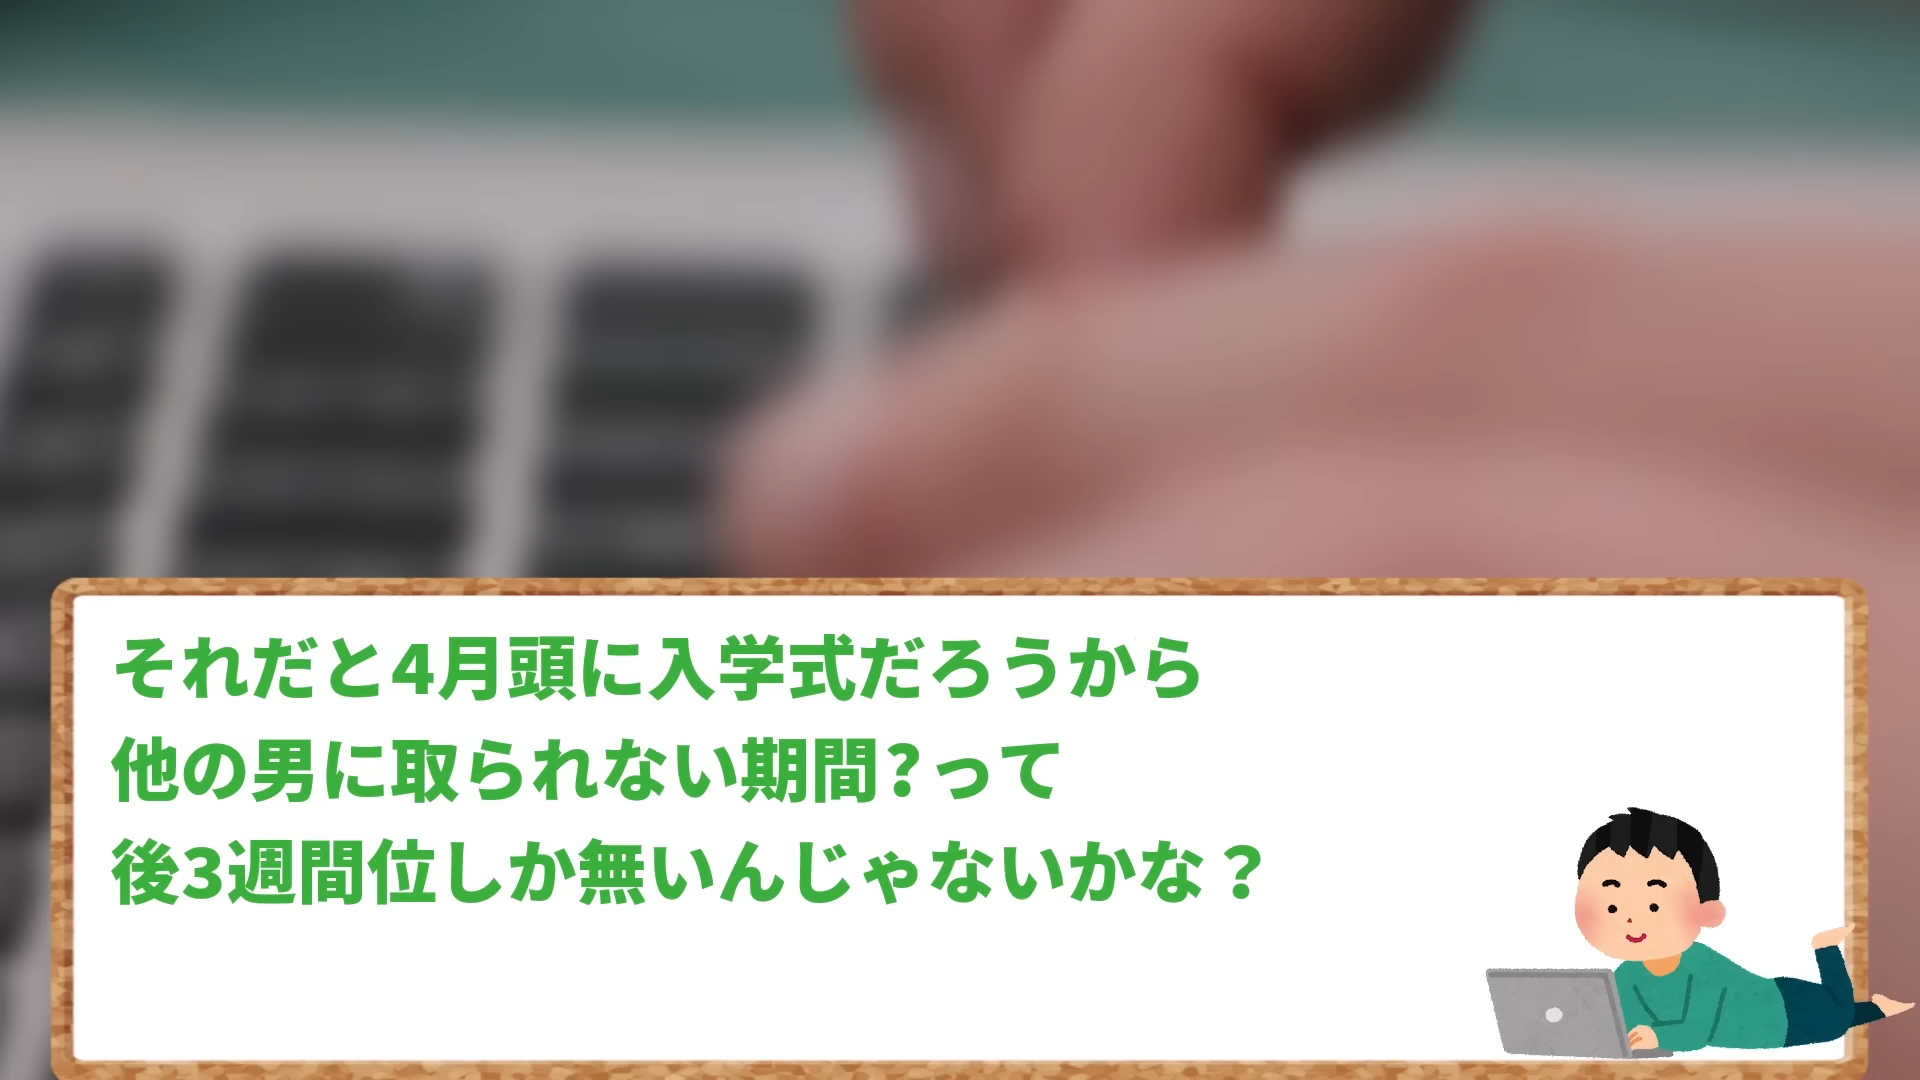 それだと4月頭に入学式だろうから
他の男に取られない期間？って
後3週間位しか無いんじゃないかな？